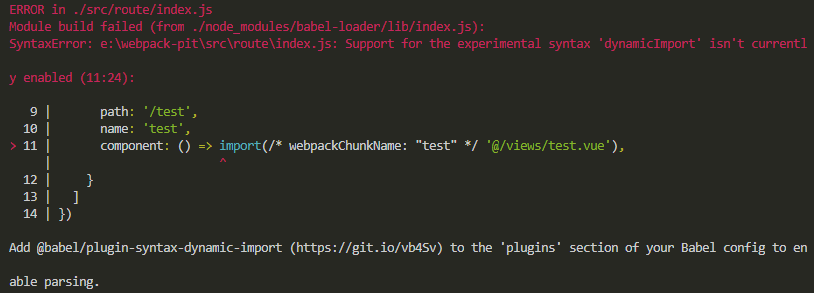 ERROR in ./src/route/index.js
Module build failed (from ./node_modules/babel-loader/lib/index.js):
SyntaxError: e:\webpack-pit\src\route\index.js: Support for the experimental syntax 'dynamicImport' isn't currentl
y enabled (11:24):
   9 |       path: '/test',
  10 |       name: 'test',
> 11 |       component: () => import(/* webpackChunkName: "test" */ '@/views/test.vue'),
     |                        ^
  12 |     }
  13 |   ]
  14 | })
Add @babel/plugin-syntax-dynamic-import (https://git.io/vb4Sv) to the 'plugins' section of your Babel config to en
able parsing.